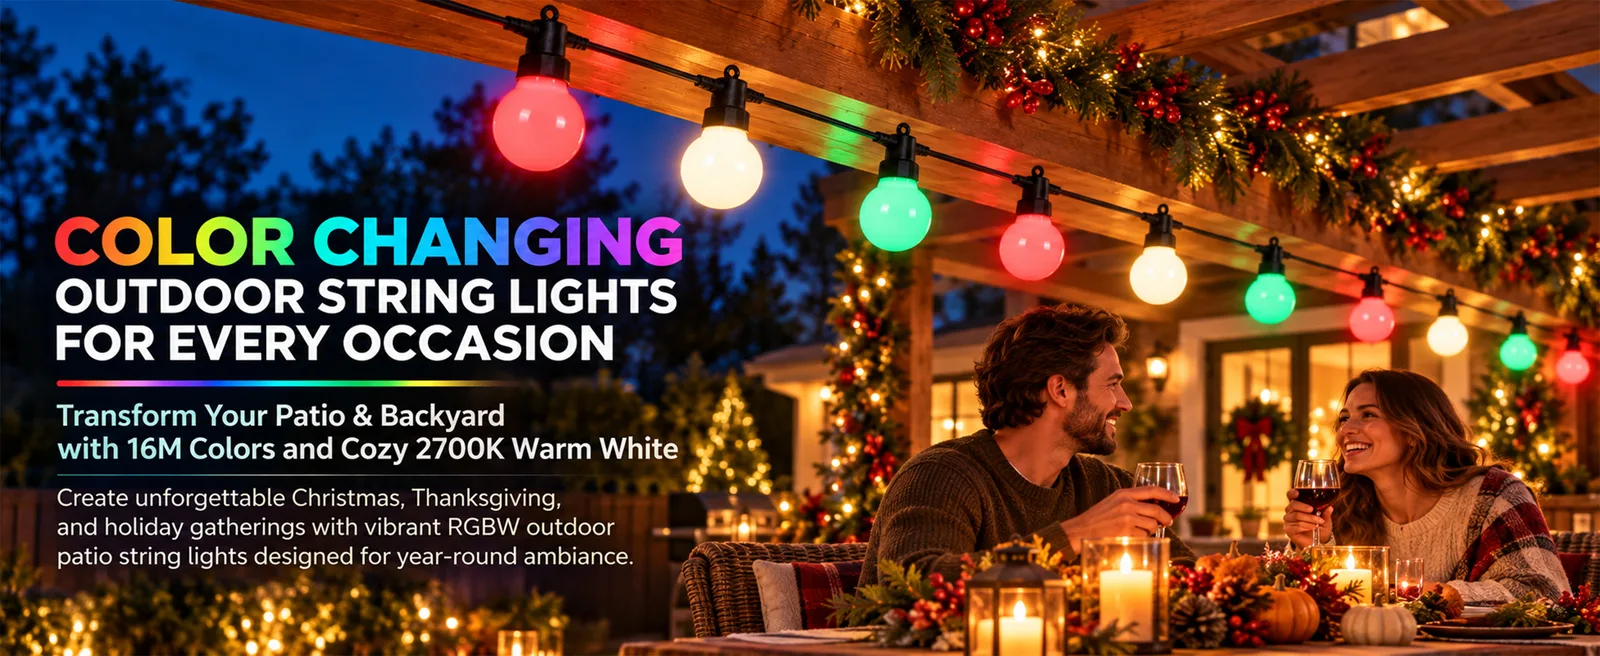 COLOR CHANGING
OUTDOOR STRING LIGHTS
FOR EVERY OCCASION
Transform Your Patio & Backyard
with 16M Colors and Cozy 2700K Warm White
Create unforgettable Christmas, Thanksgiving,
and holiday gatherings with vibrant RGBW outdoor
patio string lights designed for year-round ambiance.